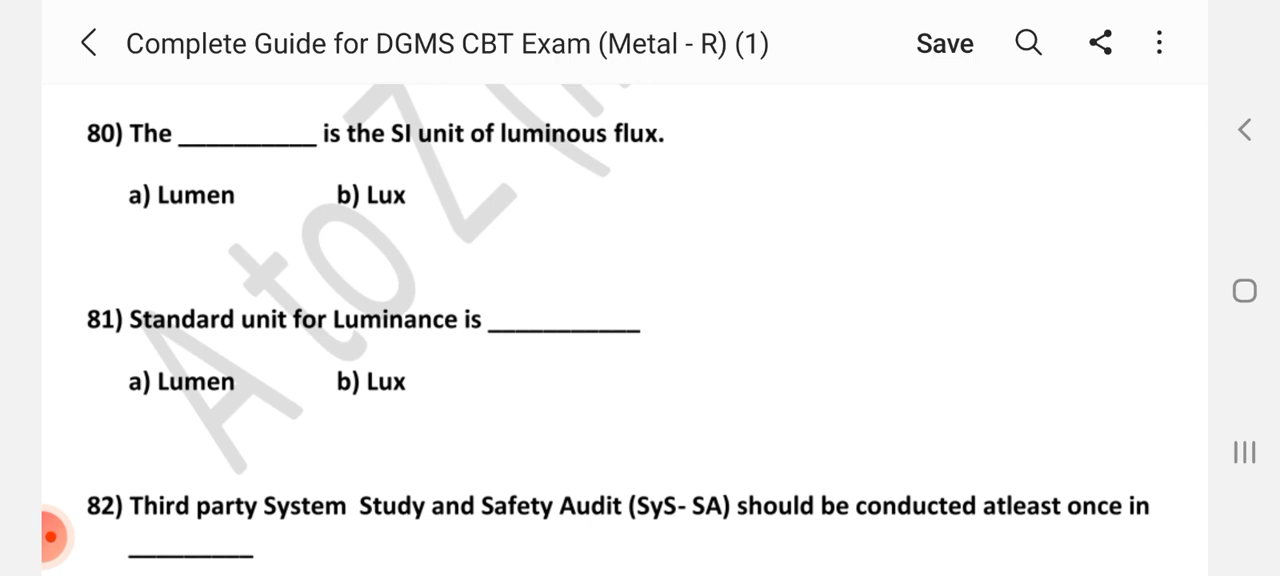 Complete Guide for DGMS CBT Exam (Metal - R) (1) Save
80) The __________ is the SI unit of luminous flux.
a) Lumen b) Lux
81) Standard unit for Luminance is ___________
a) Lumen b) Lux
82) Third party System Study and Safety Audit (SyS- SA) should be conducted atleast once in
_________
A to Z